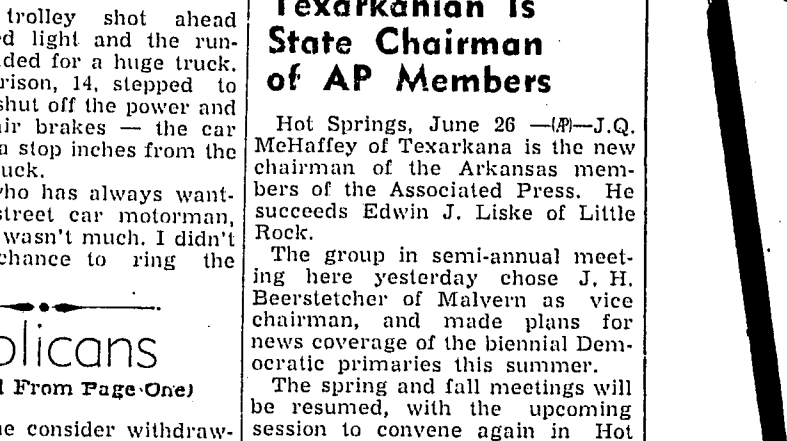 trolley shot ahead
light and the run-
for a huge truck.
14, stepped to
shut off the power and
brakes — the car
stop inches from the
has always want-
street car motorman,
wasn't much. I didn't
chance to ring the
From Page One)
consider withdraw-
Texarkanian Is
State Chairman
of AP Members
Hot Springs, June 26 —(AP)—J.Q.
McHaffey of Texarkana is the new
chairman of the Arkansas mem-
bers of the Associated Press. He
succeeds Edwin J. Liske of Little
Rock.
The group in semi-annual meet-
ing here yesterday chose J. H.
Beerstetcher of Malvern as vice
chairman, and made plans for
news coverage of the biennial Dem-
ocratic primaries this summer.
The spring and fall meetings will
be resumed, with the upcoming
session to convene again in Hot